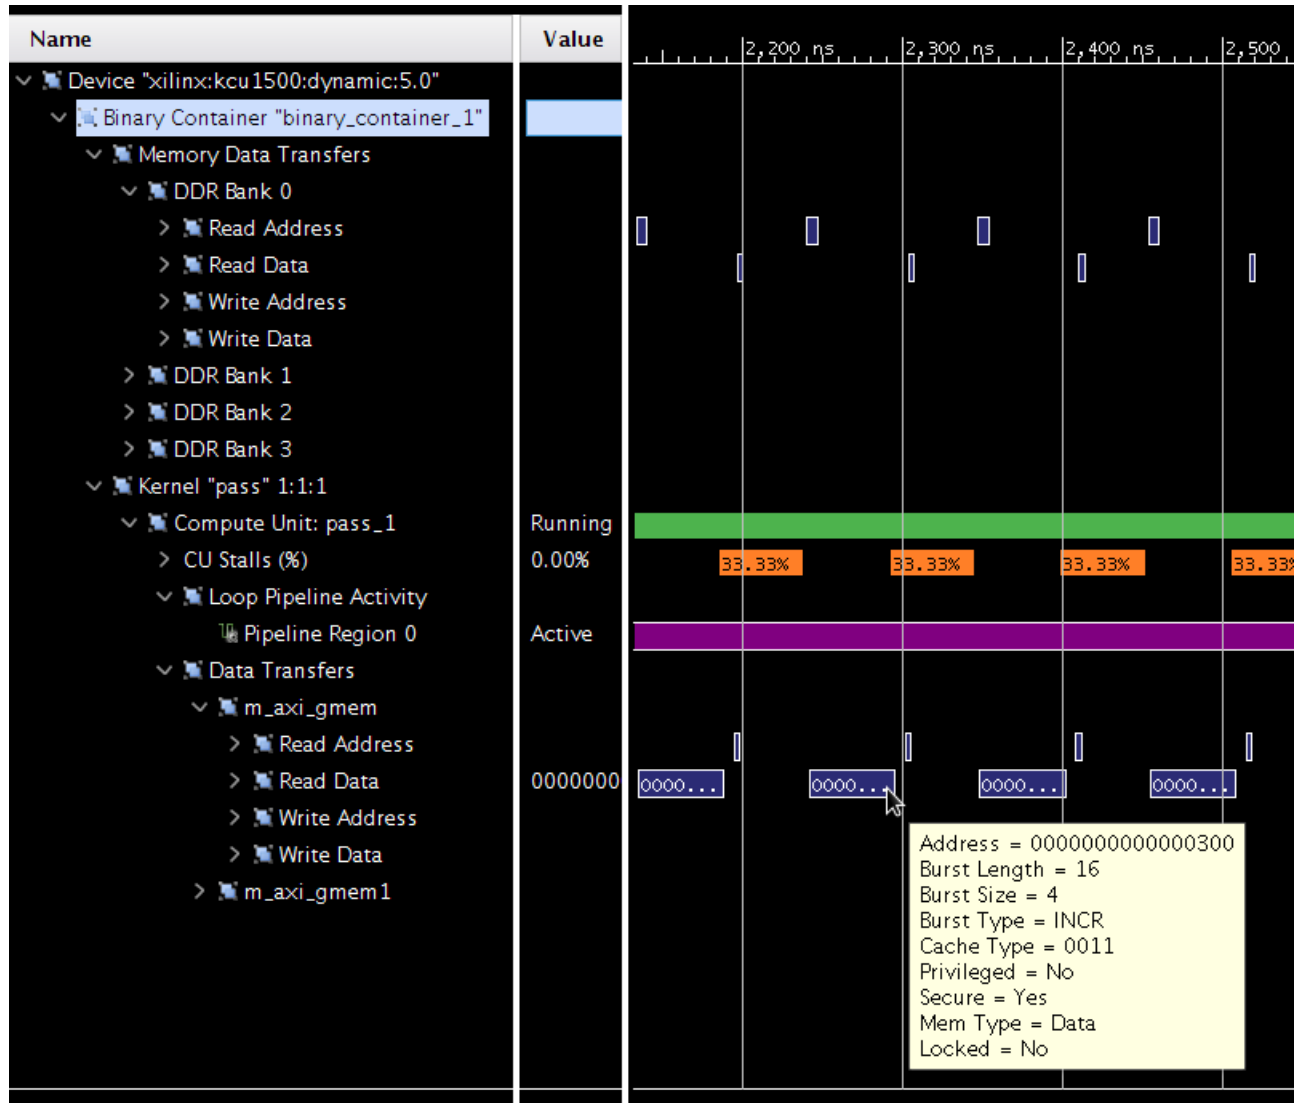 Name Value
2,200 ns 2,300 ns 2,400 ns 2,500
Device "xilinx:kcu1500:dynamic:5.0"
Binary Container "binary_container_1"
Memory Data Transfers
DDR Bank 0
Read Address
Read Data
Write Address
Write Data
DDR Bank 1
DDR Bank 2
DDR Bank 3
Kernel "pass" 1:1:1
Compute Unit: pass_1 Running
CU Stalls (%) 0.00% 33.33% 33.33% 33.33% 33.33%
Loop Pipeline Activity
Pipeline Region 0 Active
Data Transfers
m_axi_gmem
Read Address
Read Data 0000000 0000... 0000... 0000... 0000...
Write Address
Write Data
m_axi_gmem1
Address = 0000000000000300
Burst Length = 16
Burst Size = 4
Burst Type = INCR
Cache Type = 0011
Privileged = No
Secure = Yes
Mem Type = Data
Locked = No